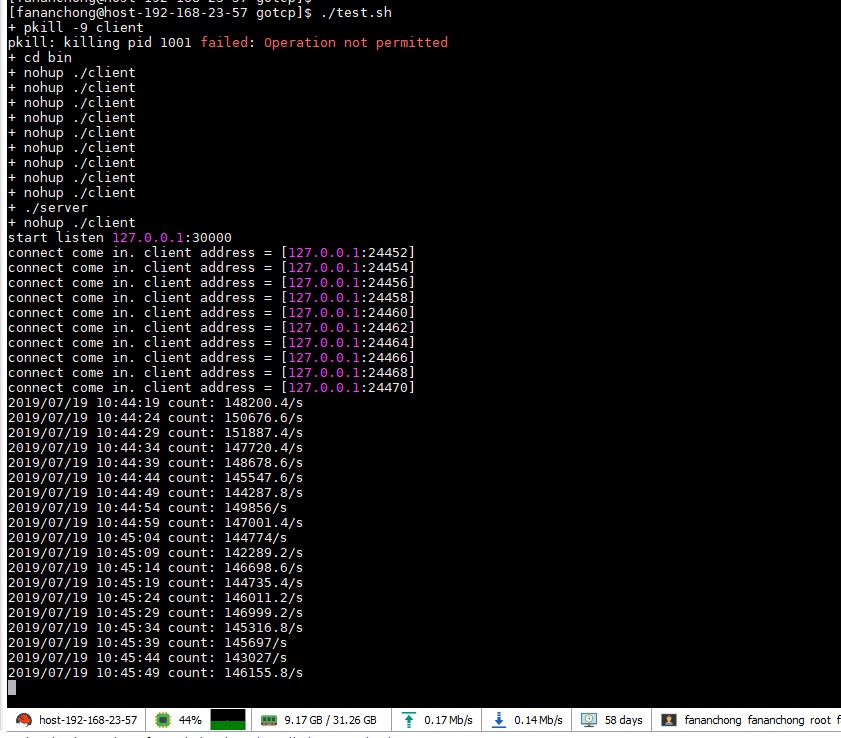 [fananchong@host-192-168-23-57 gotcp]$
[fananchong@host-192-168-23-57 gotcp]$ ./test.sh
+ pkill -9 client
pkill: killing pid 1001 failed: Operation not permitted
+ cd bin
+ nohup ./client
+ nohup ./client
+ nohup ./client
+ nohup ./client
+ nohup ./client
+ nohup ./client
+ nohup ./client
+ nohup ./client
+ nohup ./client
+ ./server
+ nohup ./client
start listen 127.0.0.1:30000
connect come in. client address = [127.0.0.1:24452]
connect come in. client address = [127.0.0.1:24454]
connect come in. client address = [127.0.0.1:24456]
connect come in. client address = [127.0.0.1:24458]
connect come in. client address = [127.0.0.1:24460]
connect come in. client address = [127.0.0.1:24462]
connect come in. client address = [127.0.0.1:24464]
connect come in. client address = [127.0.0.1:24466]
connect come in. client address = [127.0.0.1:24468]
connect come in. client address = [127.0.0.1:24470]
2019/07/19 10:44:19 count: 148200.4/s
2019/07/19 10:44:24 count: 150676.6/s
2019/07/19 10:44:29 count: 151887.4/s
2019/07/19 10:44:34 count: 147720.4/s
2019/07/19 10:44:39 count: 148678.6/s
2019/07/19 10:44:44 count: 145547.6/s
2019/07/19 10:44:49 count: 144287.8/s
2019/07/19 10:44:54 count: 149856/s
2019/07/19 10:44:59 count: 147001.4/s
2019/07/19 10:45:04 count: 144774/s
2019/07/19 10:45:09 count: 142289.2/s
2019/07/19 10:45:14 count: 146698.6/s
2019/07/19 10:45:19 count: 144735.4/s
2019/07/19 10:45:24 count: 146011.2/s
2019/07/19 10:45:29 count: 146999.2/s
2019/07/19 10:45:34 count: 145316.8/s
2019/07/19 10:45:39 count: 145697/s
2019/07/19 10:45:44 count: 143027/s
2019/07/19 10:45:49 count: 146155.8/s
host-192-168-23-57 44% 9.17 GB / 31.26 GB 0.17 Mb/s 0.14 Mb/s 58 days fananchong fananchong root f